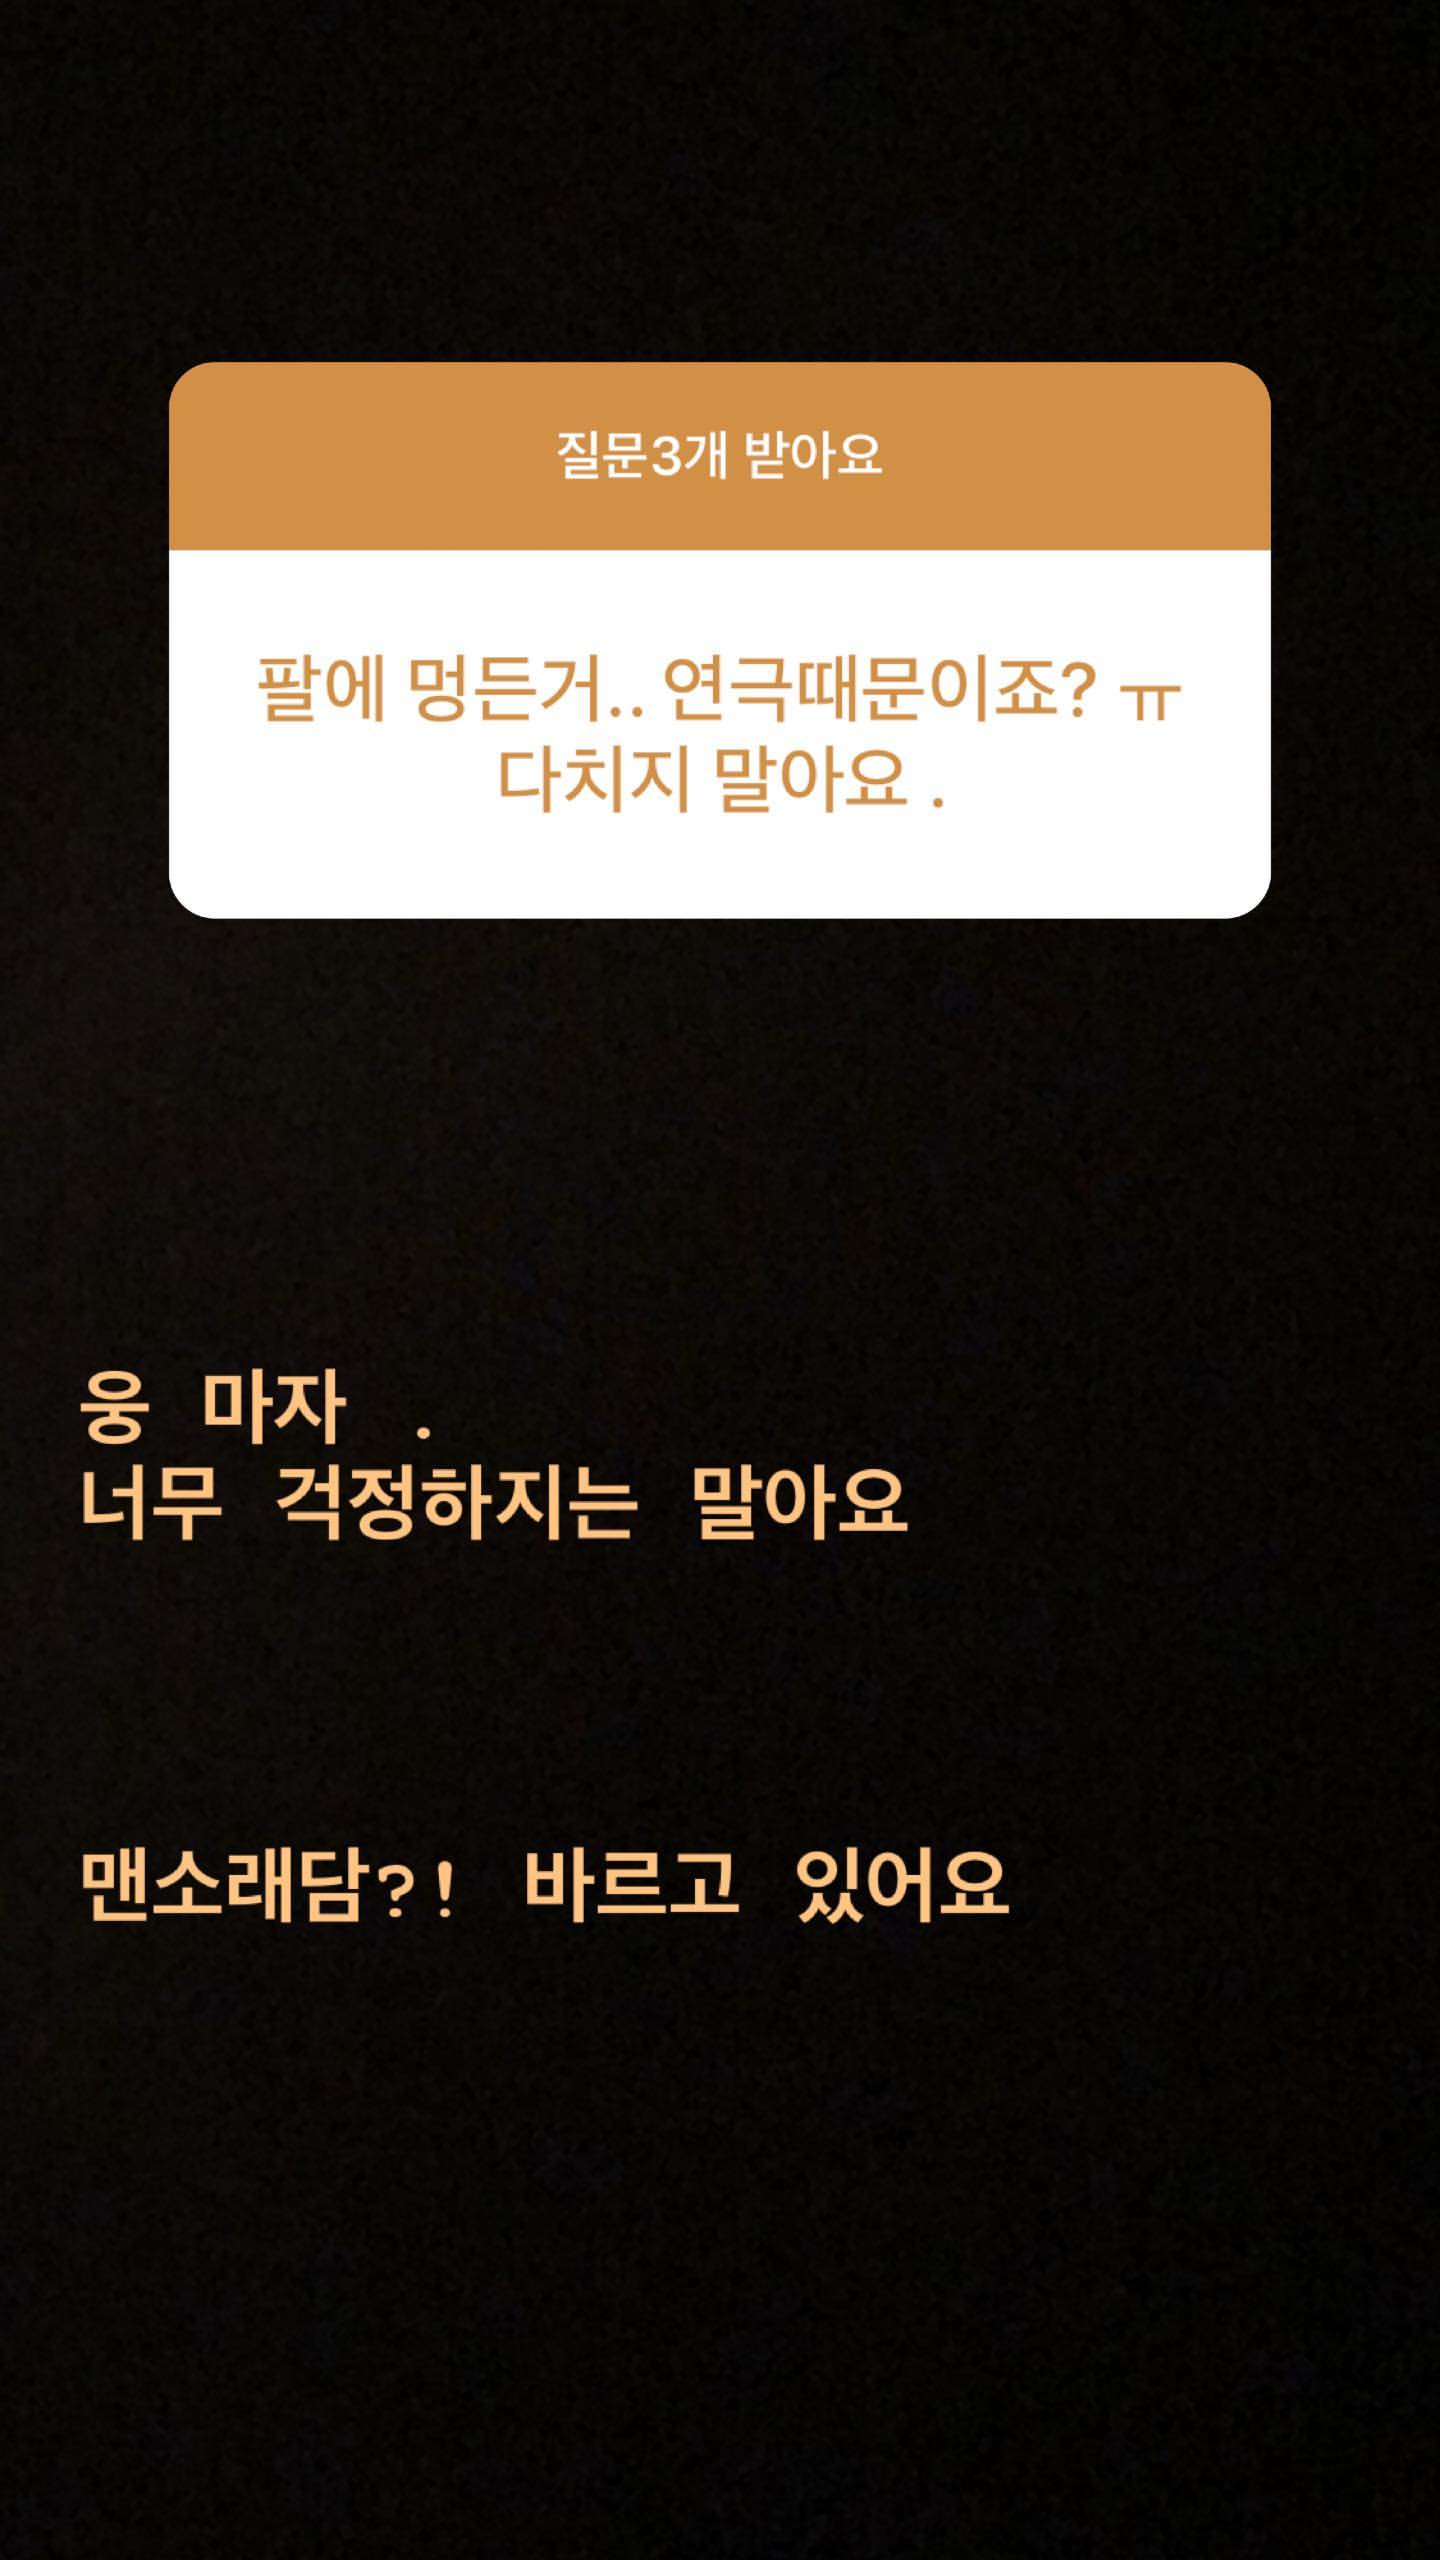 질문3개 받아요
팔에 멍든거.. 연극때문이죠? ㅠ
다치지 말아요 .
웅 마자 .
너무 걱정하지는 말아요
맨소래담?! 바르고 있어요